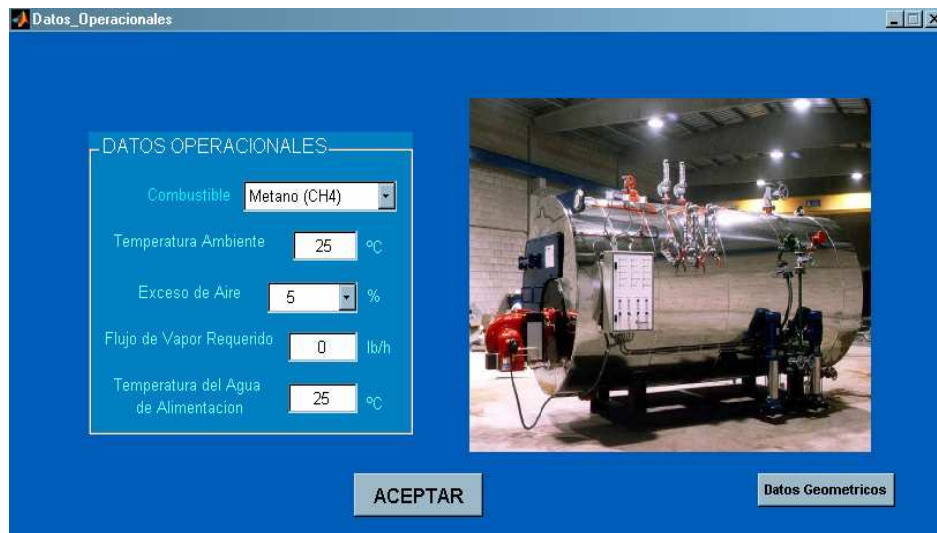 Datos_Operacionales
DATOS OPERACIONALES
Combustible Metano (CH4)
Temperatura Ambiente 25 ºC
Exceso de Aire 5 %
Flujo de Vapor Requerido 0 lb/h
Temperatura del Agua
de Alimentacion 25 ºC
ACEPTAR
Datos Geometricos